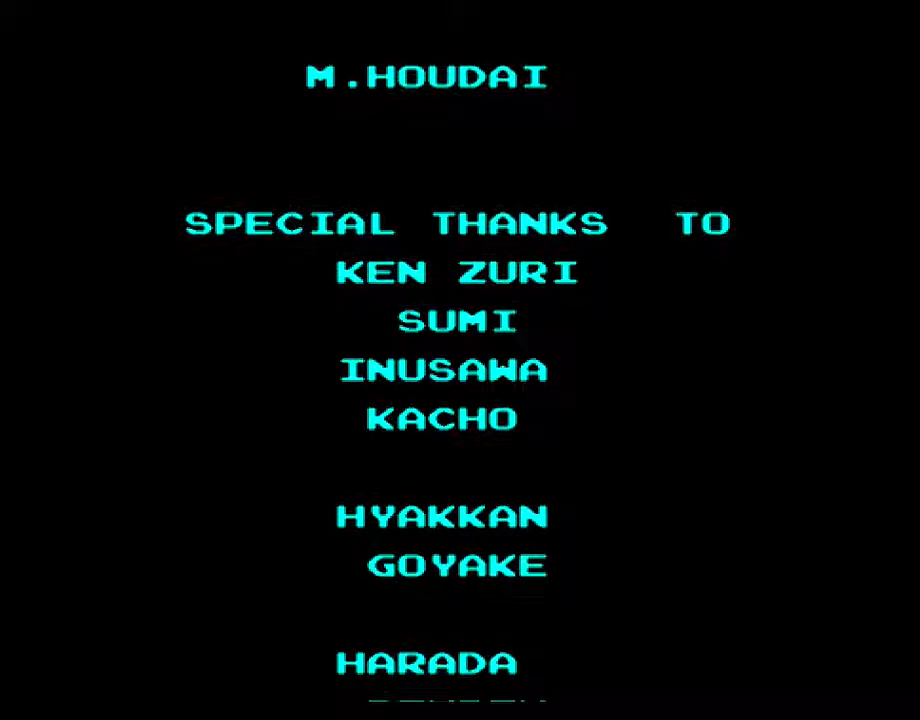 M.HOUDAI
SPECIAL THANKS TO
KEN ZURI
SUMI
INUSAWA
KACHO
HYAKKAN
GOYAKE
HARADA